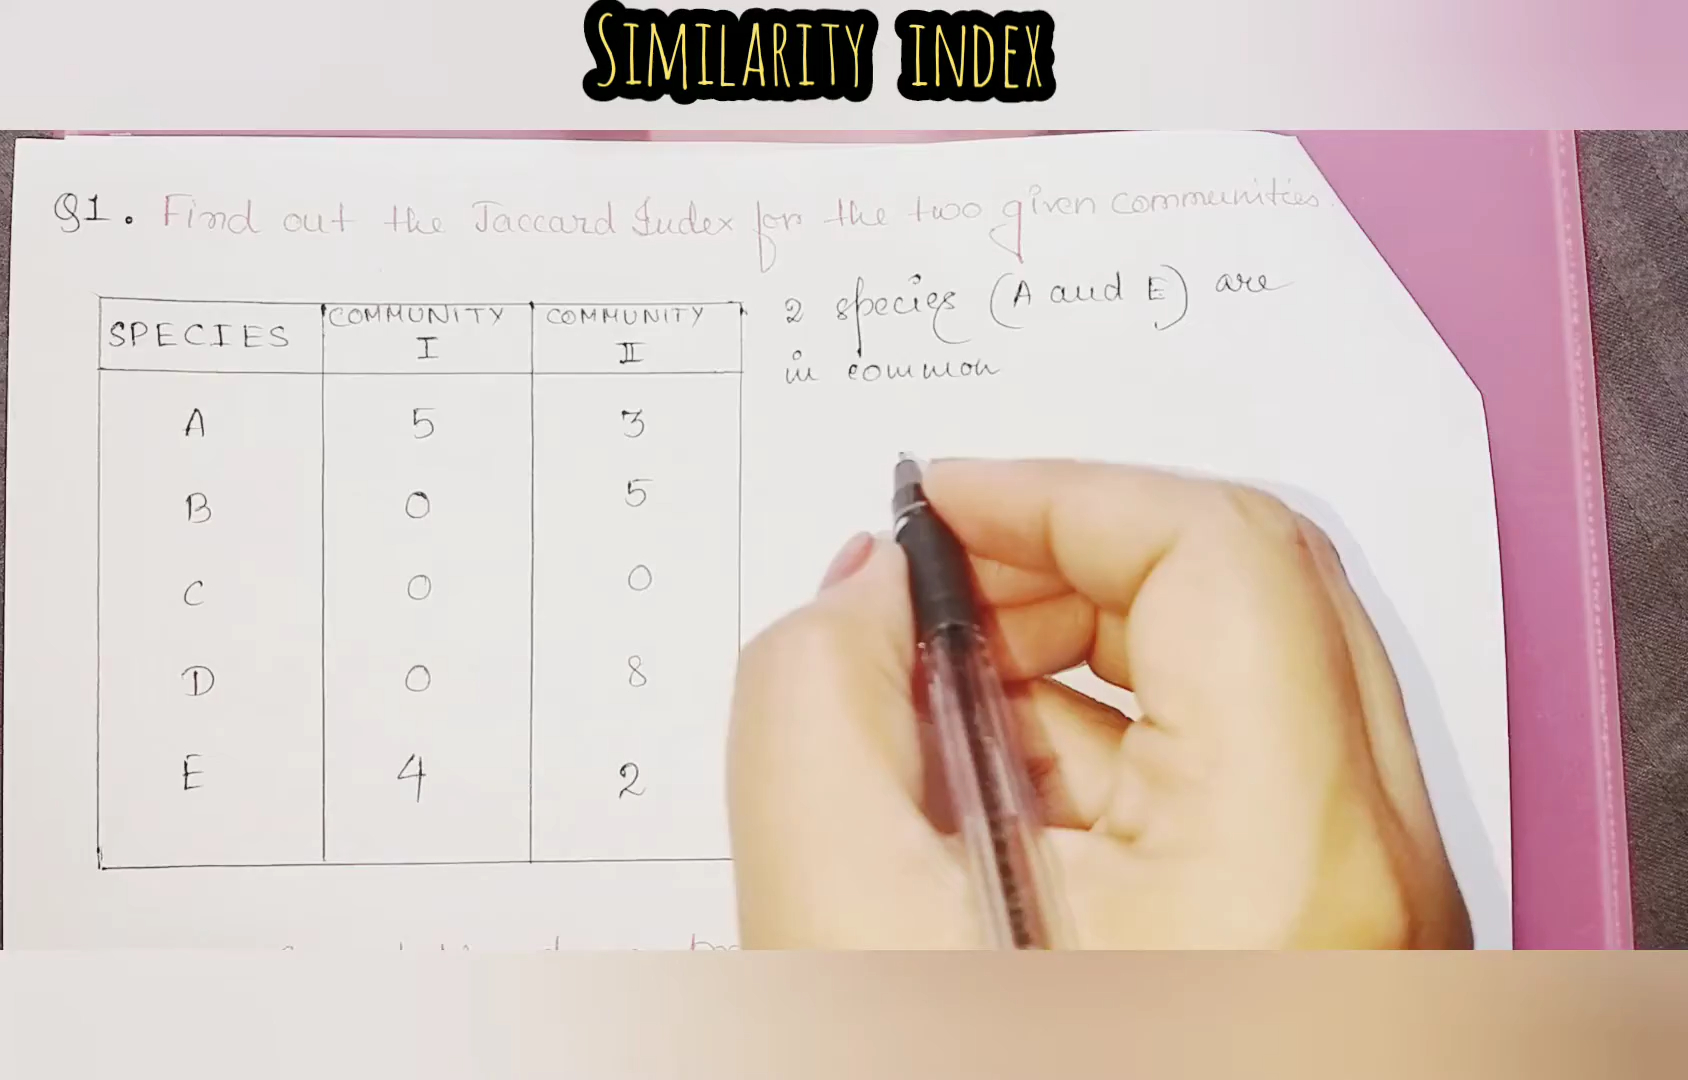 SIMILARITY INDEX
Q1. Find out the Jaccard Index for the two given communities.
2 species (A and E) are
in common
SPECIES COMMUNITY I COMMUNITY II
A 5 3
B 0 5
C 0 0
D 0 8
E 4 2